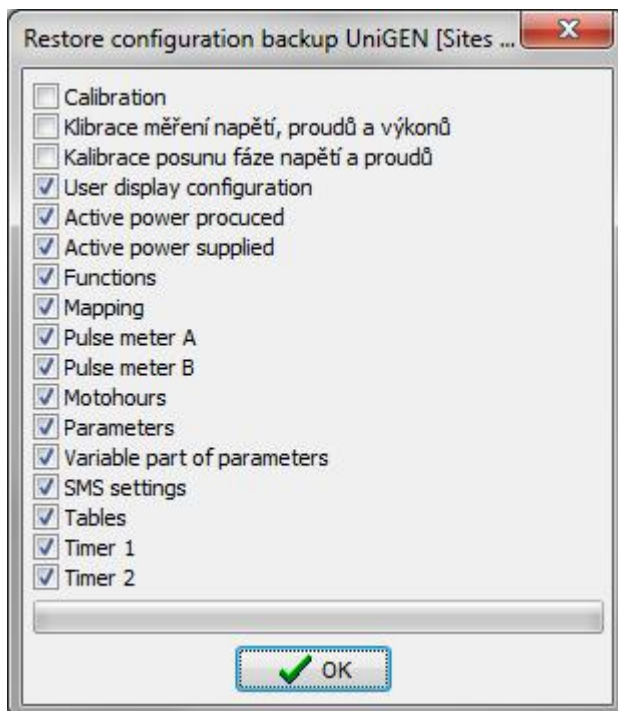 Restore configuration backup UniGEN [Sites ...
Calibration
Klibrace měření napětí, proudů a výkonů
Kalibrace posunu fáze napětí a proudů
User display configuration
Active power procuced
Active power supplied
Functions
Mapping
Pulse meter A
Pulse meter B
Motohours
Parameters
Variable part of parameters
SMS settings
Tables
Timer 1
Timer 2
OK